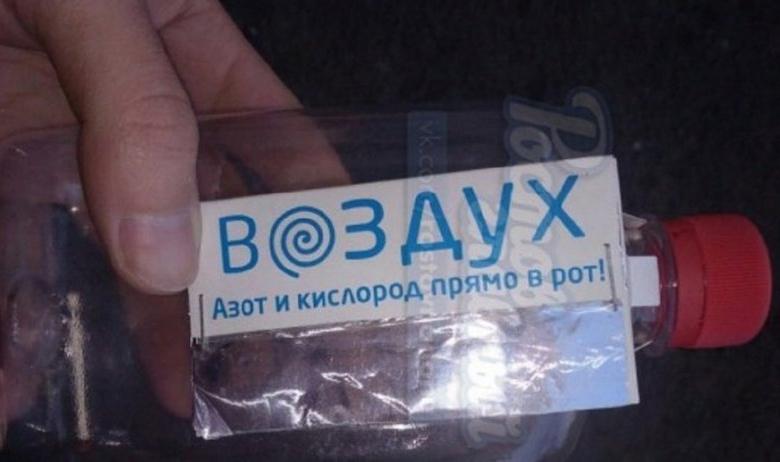 ВОЗДУХ
Азот и кислород прямо в рот!